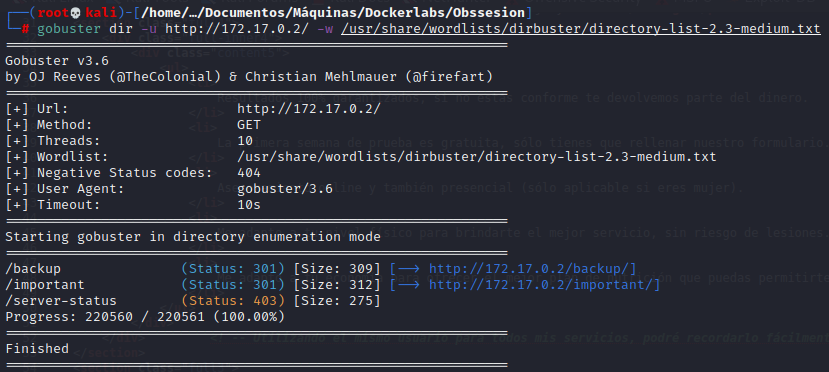 ┌──(root💀kali)-[/home/…/Documentos/Máquinas/Dockerlabs/Obssesion]
└─# gobuster dir -u http://172.17.0.2/ -w /usr/share/wordlists/dirbuster/directory-list-2.3-medium.txt
===============================================================
Gobuster v3.6
by OJ Reeves (@TheColonial) & Christian Mehlmauer (@firefart)
===============================================================
[+] Url:                     http://172.17.0.2/
[+] Method:                  GET
[+] Threads:                 10
[+] Wordlist:                /usr/share/wordlists/dirbuster/directory-list-2.3-medium.txt
[+] Negative Status codes:   404
[+] User Agent:              gobuster/3.6
[+] Timeout:                 10s
===============================================================
Starting gobuster in directory enumeration mode
===============================================================
/backup               (Status: 301) [Size: 309] [--> http://172.17.0.2/backup/]
/important            (Status: 301) [Size: 312] [--> http://172.17.0.2/important/]
/server-status        (Status: 403) [Size: 275]
Progress: 220560 / 220561 (100.00%)
===============================================================
Finished
===============================================================